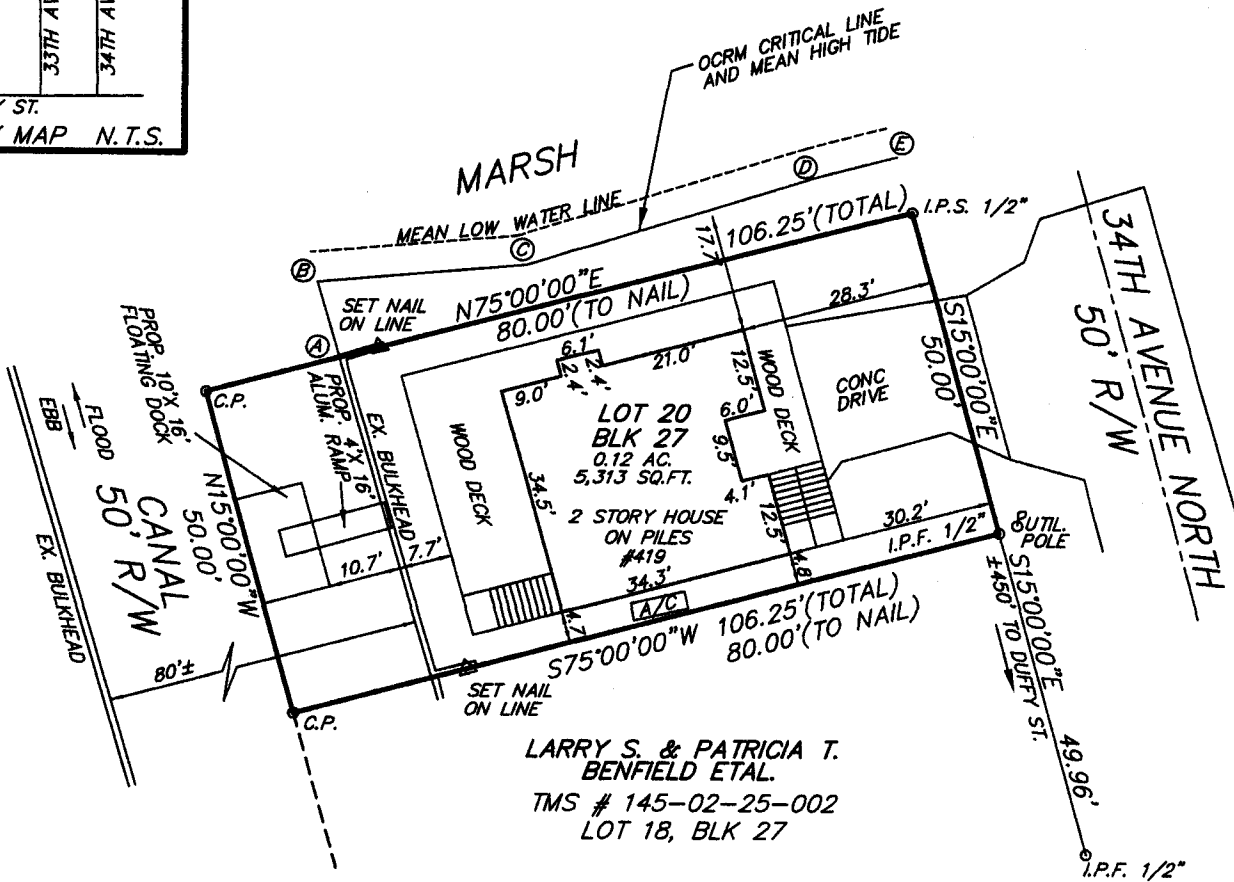 33TH AV
34TH AV
Y ST.
MAP N.T.S.
OCRM CRITICAL LINE
AND MEAN HIGH TIDE
MARSH
MEAN LOW WATER LINE
A
B
C
D
E
17.7'
106.25'(TOTAL)
I.P.S. 1/2"
SET NAIL
ON LINE
N75°00'00"E
80.00'(TO NAIL)
28.3'
S15°00'00"E
50.00'
34TH AVENUE NORTH
50' R/W
C.P.
PROP. 10'X 16'
FLOATING DOCK
PROP. 4'X 16'
ALUM. RAMP
EX. BULKHEAD
FLOOD
EBB
CANAL
50' R/W
N15°00'00"W
50.00'
EX. BULKHEAD
80'±
10.7'
7.7'
WOOD DECK
9.0'
2.4'
6.1'
2.4'
21.0'
12.5'
WOOD DECK
CONC
DRIVE
6.0'
9.5'
4.1'
12.5'
34.5'
LOT 20
BLK 27
0.12 AC.
5,313 SQ.FT.
2 STORY HOUSE
ON PILES
#419
34.3'
A/C
4.7'
4.8'
30.2'
I.P.F. 1/2"
UTIL.
POLE
S75°00'00"W 106.25'(TOTAL)
80.00'(TO NAIL)
SET NAIL
ON LINE
C.P.
S15°00'00"E
49.96'
±450' TO DUFFY ST.
I.P.F. 1/2"
LARRY S. & PATRICIA T.
BENFIELD ETAL.
TMS # 145-02-25-002
LOT 18, BLK 27